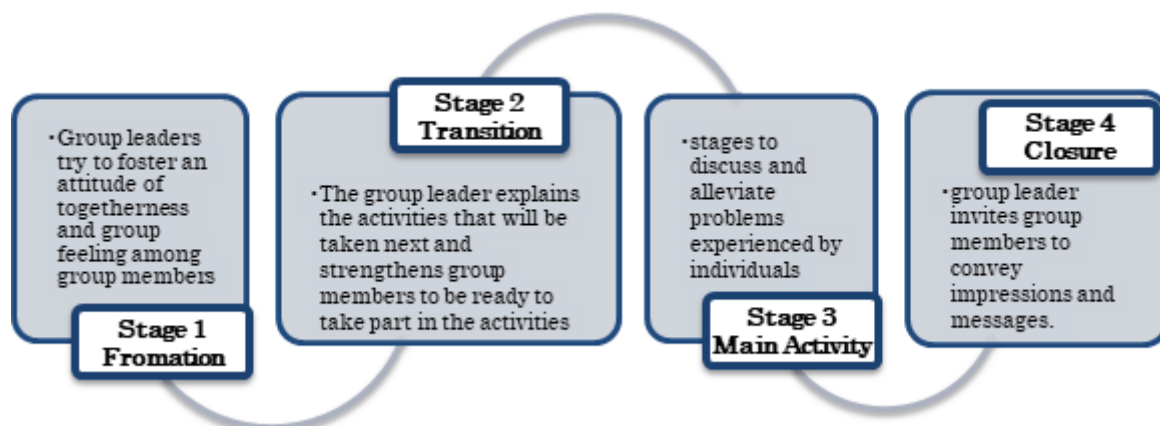 ·Group leaders
try to foster an
attitude of
togetherness
and group
feeling among
group members
Stage 1
Fromation
Stage 2
Transition
·The group leader explains
the activities that will be
taken next and
strengthens group
members to be ready to
take part in the activities
·stages to
discuss and
alleviate
problems
experienced by
individuals
Stage 3
Main Activity
Stage 4
Closure
·group leader
invites group
members to
convey
impressions and
messages.